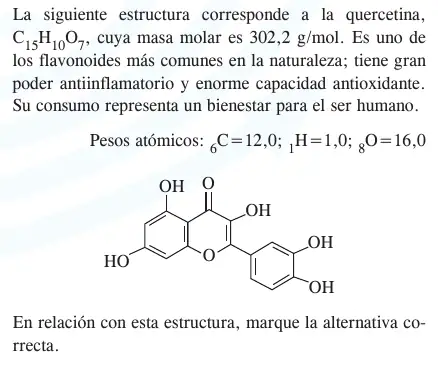 La siguiente estructura corresponde a la quercetina,
C₁₅H₁₀O₇, cuya masa molar es 302,2 g/mol. Es uno de
los flavonoides más comunes en la naturaleza; tiene gran
poder antiinflamatorio y enorme capacidad antioxidante.
Su consumo representa un bienestar para el ser humano.
Pesos atómicos: ₆C=12,0; ₁H=1,0; ₈O=16,0
OH O
OH
OH
HO
O
OH
En relación con esta estructura, marque la alternativa co-
rrecta.